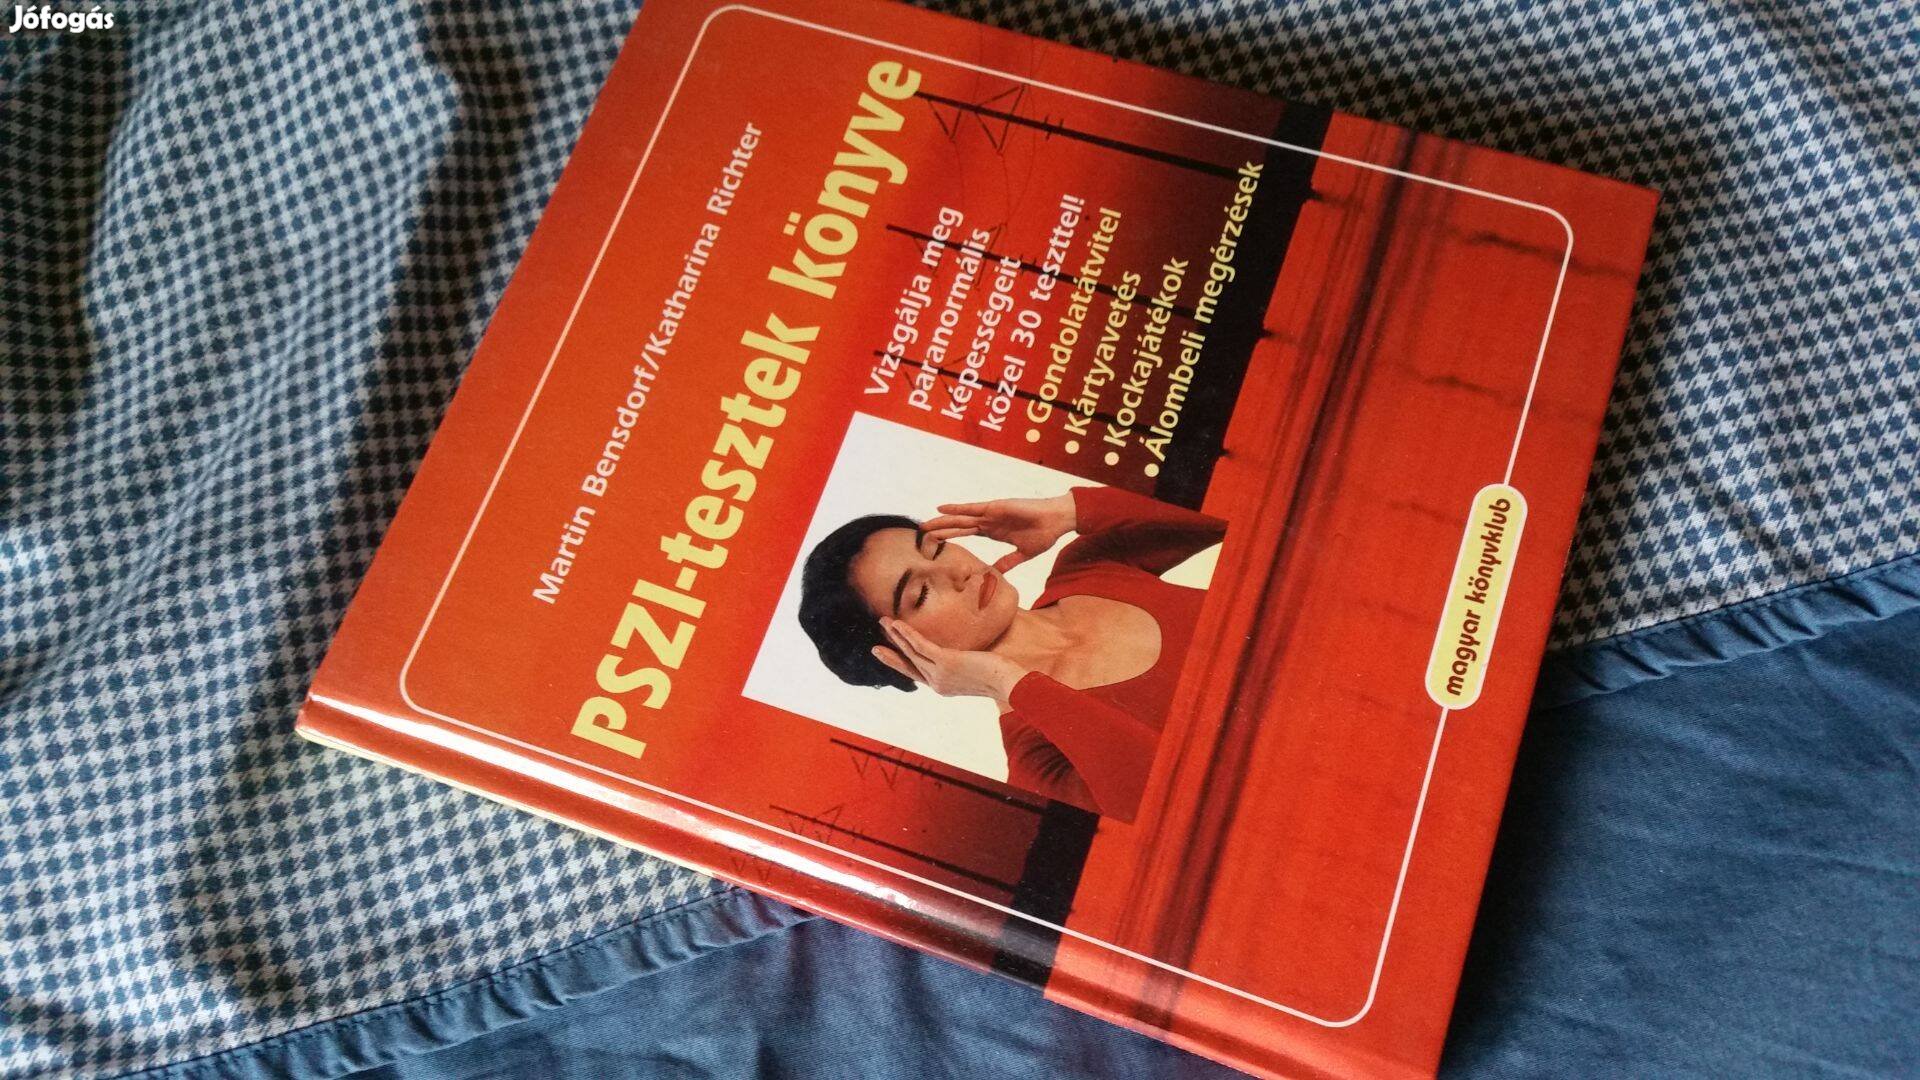 Jófogás
Martin Bensdorf/Katharina Richter
PSZI-tesztek könyve
Vizsgálja meg
paranormális
képességeit
közel 30 teszttel!
• Gondolatátvitel
• Kártyavetés
• Kockajátékok
• Álombeli megérzések
magyar könyvklub